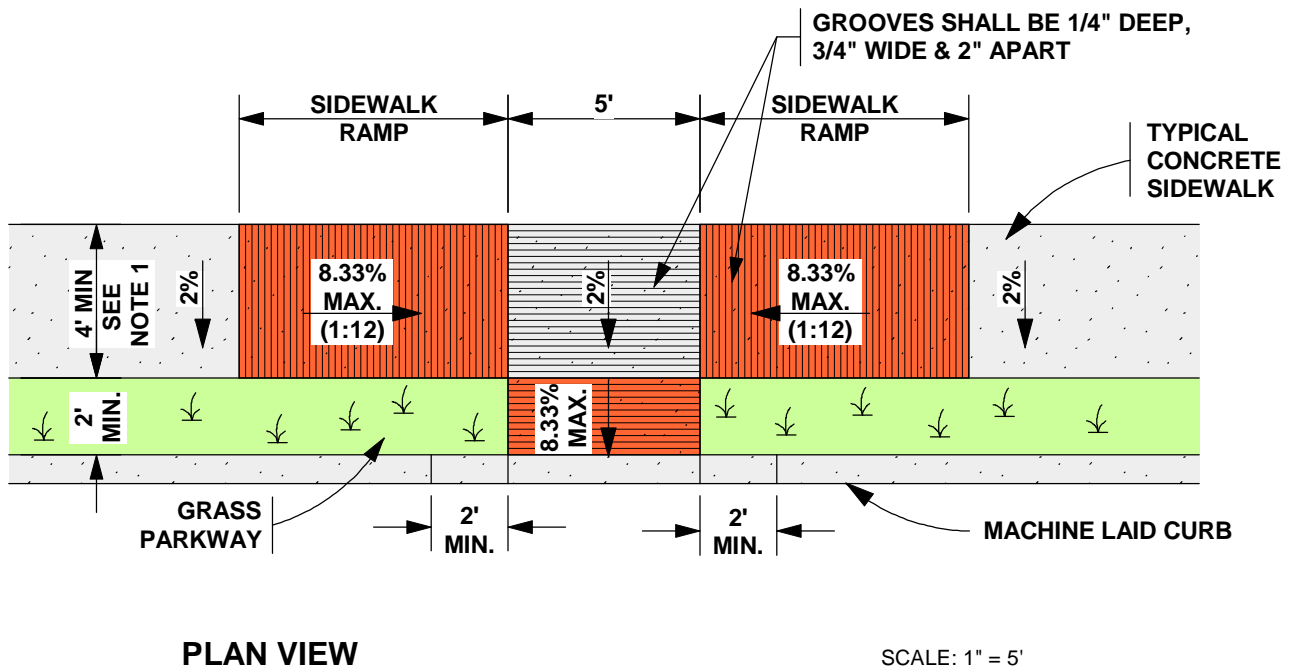 GROOVES SHALL BE 1/4" DEEP,
3/4" WIDE & 2" APART
SIDEWALK
RAMP
5'
SIDEWALK
RAMP
TYPICAL
CONCRETE
SIDEWALK
4' MIN
SEE
NOTE 1
2%
8.33%
MAX.
(1:12)
2%
8.33%
MAX.
(1:12)
2%
2'
MIN.
8.33%
MAX.
GRASS
PARKWAY
2'
MIN.
2'
MIN.
MACHINE LAID CURB
PLAN VIEW
SCALE: 1" = 5'